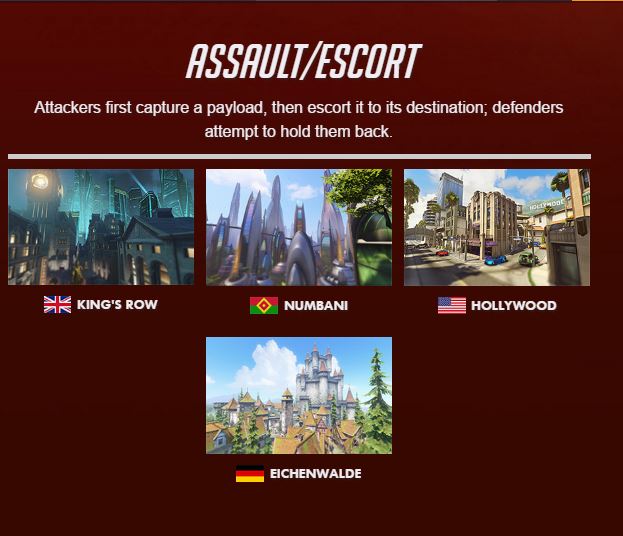 ASSAULT/ESCORT
Attackers first capture a payload, then escort it to its destination; defenders
attempt to hold them back.
HOLLYWOOD
KING'S ROW
NUMBANI
HOLLYWOOD
EICHENWALDE